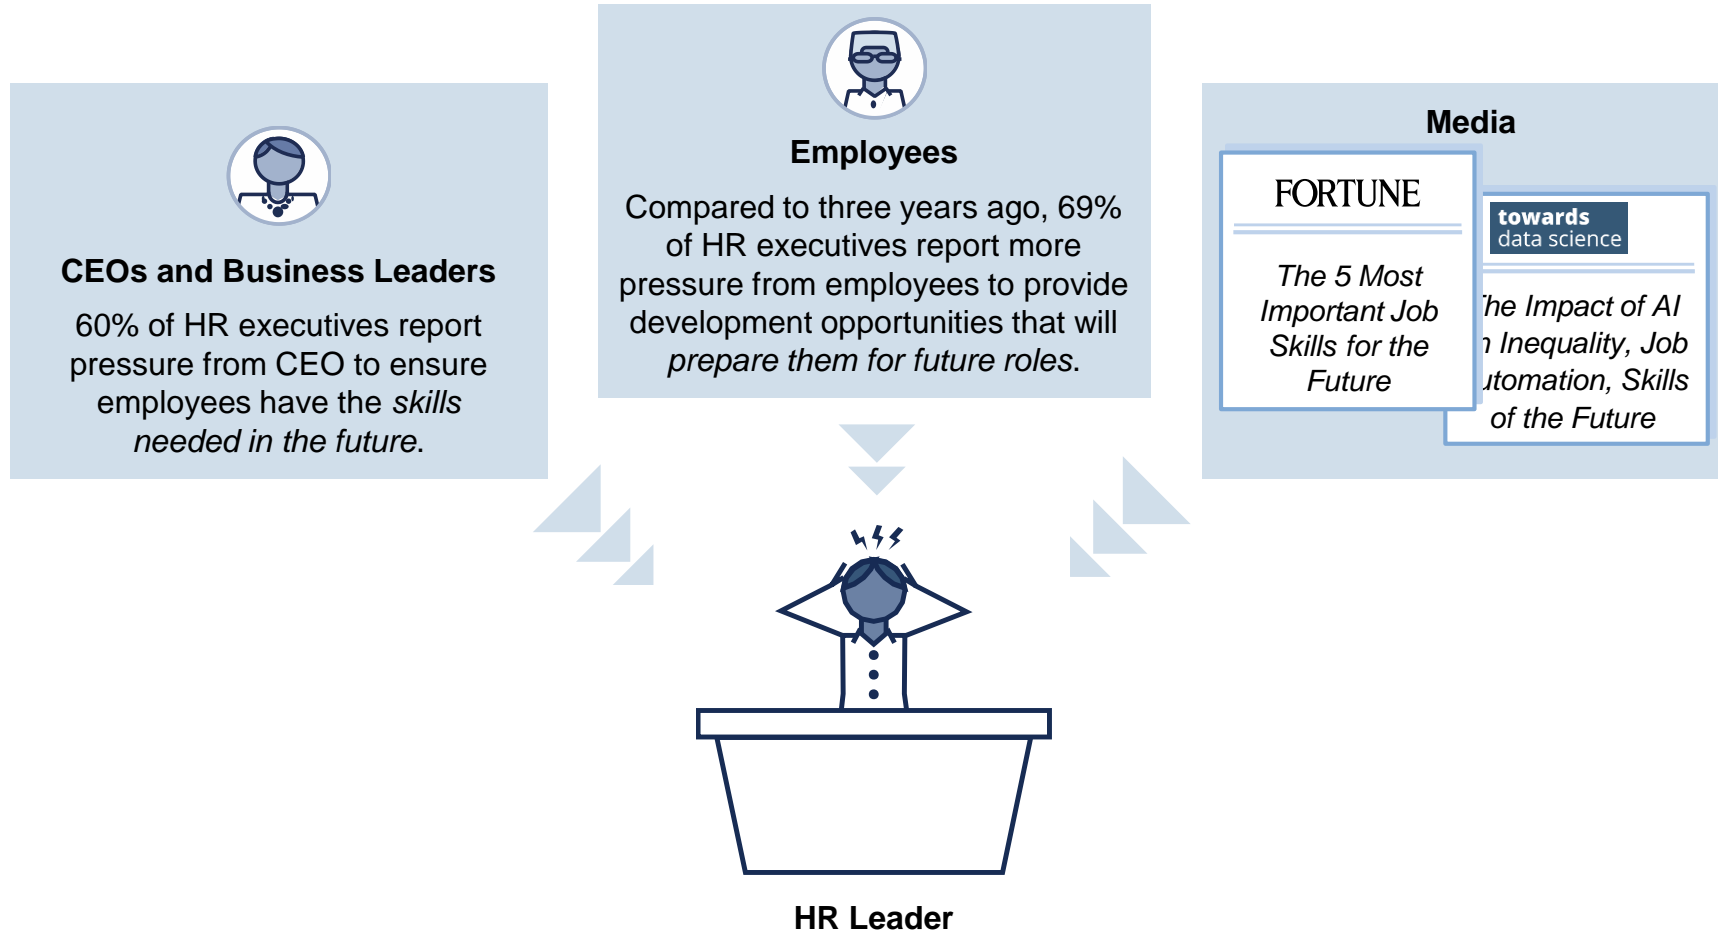 CEOs and Business Leaders
60% of HR executives report
pressure from CEO to ensure
employees have the skills
needed in the future.
Employees
Compared to three years ago, 69%
of HR executives report more
pressure from employees to provide
development opportunities that will
prepare them for future roles.
Media
FORTUNE
The 5 Most
Important Job
Skills for the
Future
towards
data science
he Impact of AI
n Inequality, Job
utomation, Skills
of the Future
HR Leader